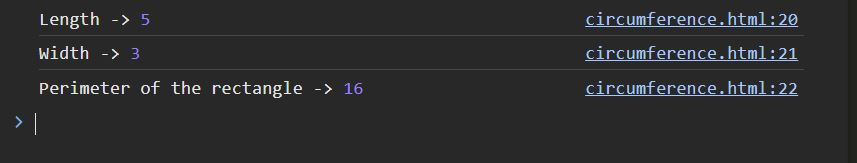 Length -> 5 circumference.html:20
Width -> 3 circumference.html:21
Perimeter of the rectangle -> 16 circumference.html:22
>